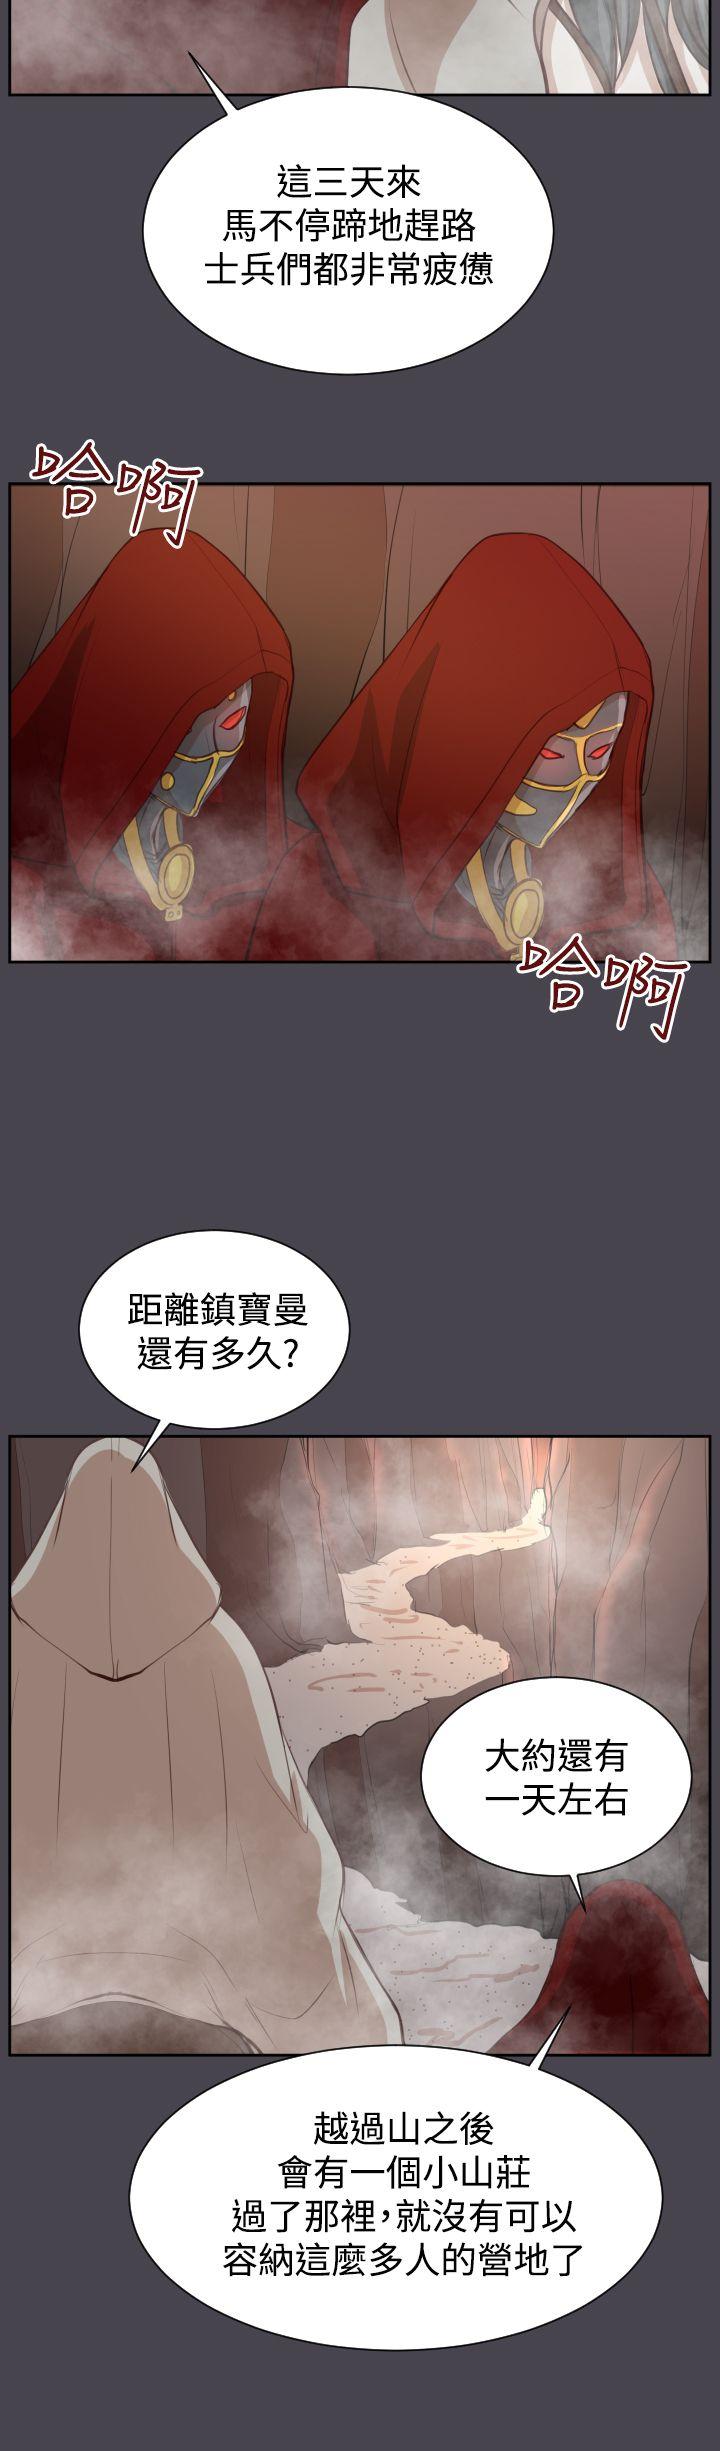 這三天來
馬不停蹄地趕路
士兵們都非常疲憊
哈啊
哈啊
距離鎮寶曼
還有多久?
大約還有
一天左右
越過山之後
會有一個小山莊
過了那裡,就沒有可以
容納這麼多人的營地了